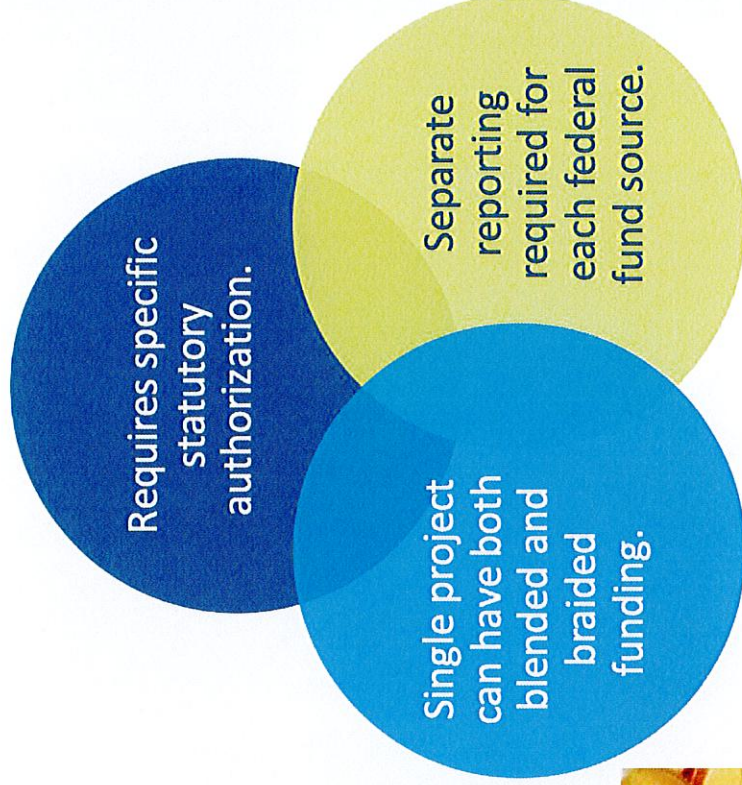 Requires specific
statutory
authorization.
Separate
reporting
required for
each federal
fund source.
Single project
can have both
blended and
braided
funding.